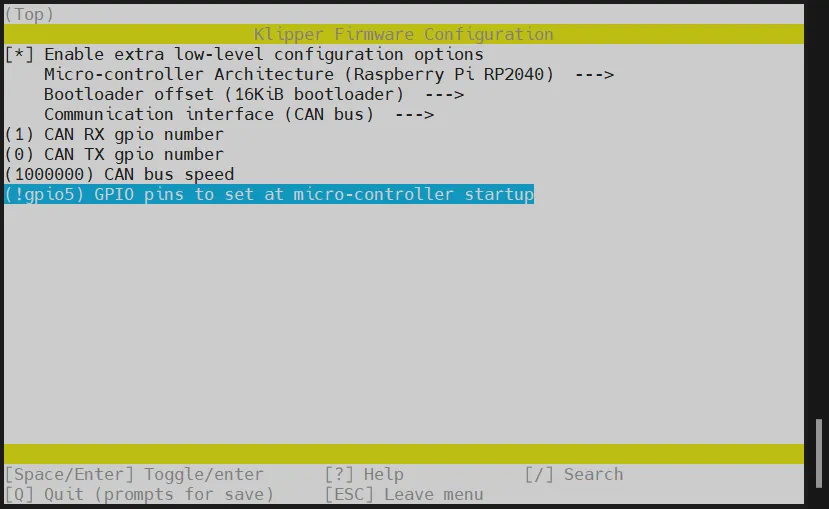 (Top)
Klipper Firmware Configuration
[*] Enable extra low-level configuration options
Micro-controller Architecture (Raspberry Pi RP2040)  --->
Bootloader offset (16KiB bootloader)  --->
Communication interface (CAN bus)  --->
(1) CAN RX gpio number
(0) CAN TX gpio number
(1000000) CAN bus speed
(!gpio5) GPIO pins to set at micro-controller startup
[Space/Enter] Toggle/enter      [?] Help            [/] Search
[Q] Quit (prompts for save)     [ESC] Leave menu